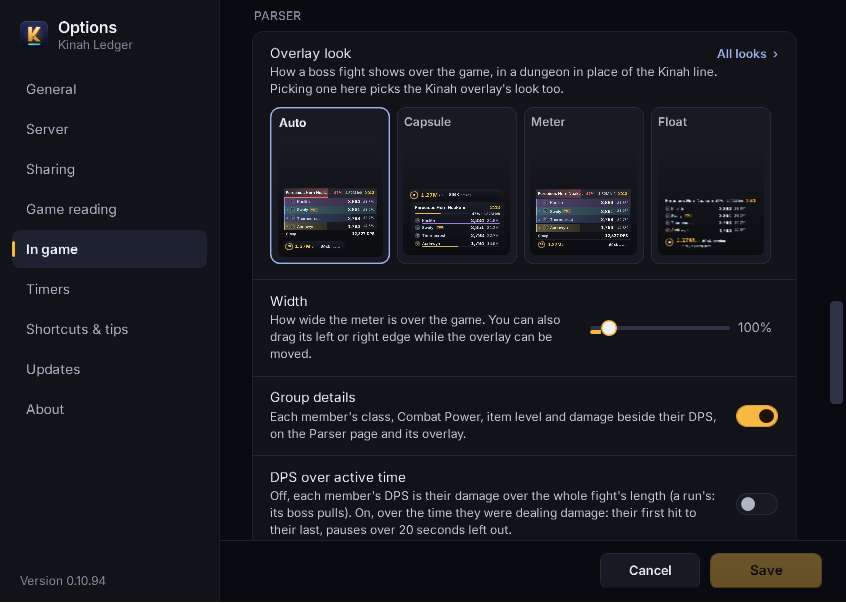 Options
Kinah Ledger
General
Server
Sharing
Game reading
In game
Timers
Shortcuts & tips
Updates
About
Version 0.10.94
PARSER
Overlay look
All looks ›
How a boss fight shows over the game, in a dungeon in place of the Kinah line.
Picking one here picks the Kinah overlay's look too.
Auto
Capsule
Meter
Float
Width
How wide the meter is over the game. You can also
drag its left or right edge while the overlay can be
moved.
100%
Group details
Each member's class, Combat Power, item level and damage beside their DPS,
on the Parser page and its overlay.
DPS over active time
Off, each member's DPS is their damage over the whole fight's length (a run's:
its boss pulls). On, over the time they were dealing damage: their first hit to
their last, pauses over 20 seconds left out.
Cancel
Save